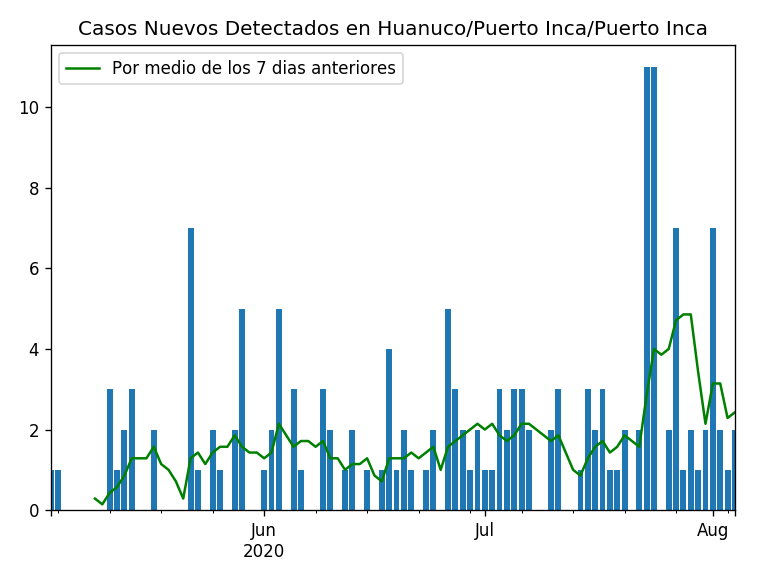 Casos Nuevos Detectados en Huanuco/Puerto Inca/Puerto Inca
Por medio de los 7 dias anteriores
10
8
6
4
2
0
Jun
2020
Jul
Aug